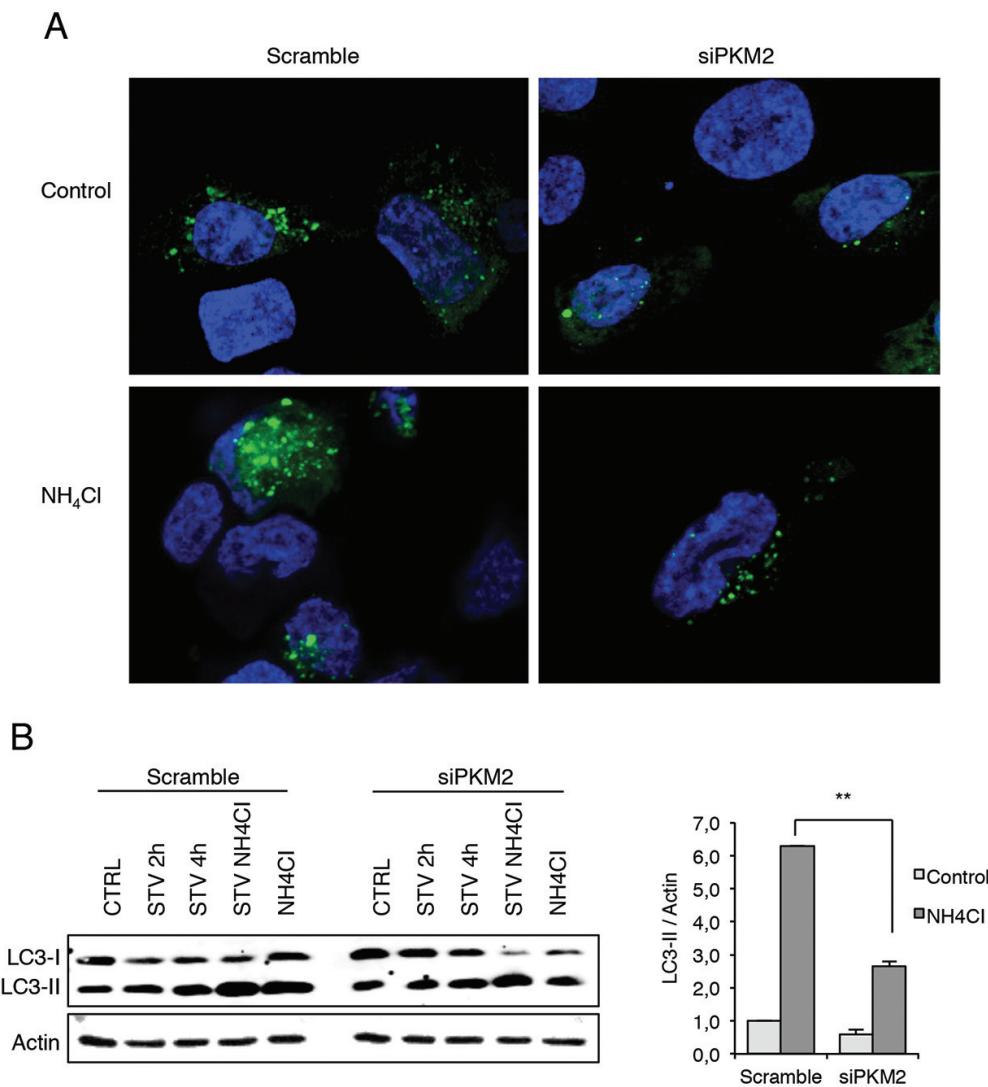 A
Scramble
siPKM2
Control
NH4Cl
B
Scramble
siPKM2
CTRL
STV 2h
STV 4h
STV NH4Cl
NH4Cl
CTRL
STV 2h
STV 4h
STV NH4Cl
NH4Cl
LC3-I
LC3-II
Actin
**
LC3-II / Actin
7,0
6,0
5,0
4,0
3,0
2,0
1,0
0,0
Control
NH4Cl
Scramble
siPKM2